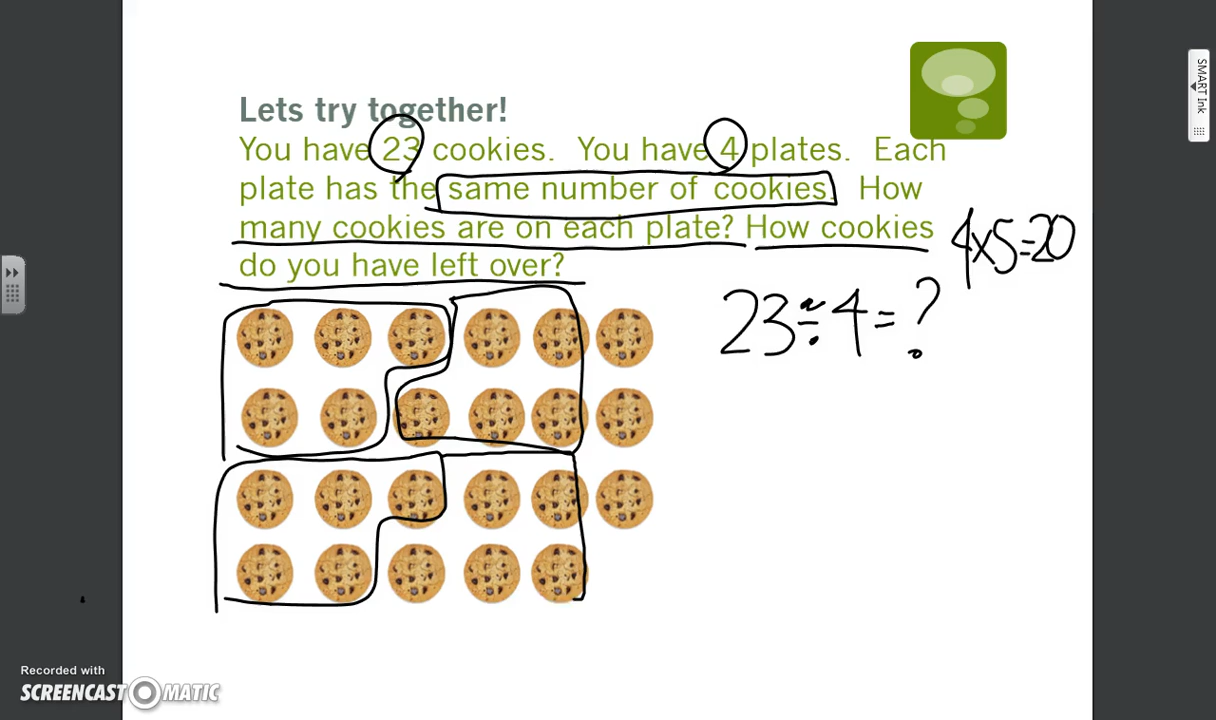 Lets try together!
You have 23 cookies. You have 4 plates. Each
plate has the same number of cookies. How
many cookies are on each plate? How cookies
do you have left over?
4x5=20
23÷4=?
SMART Ink
Recorded with
SCREENCAST MATIC